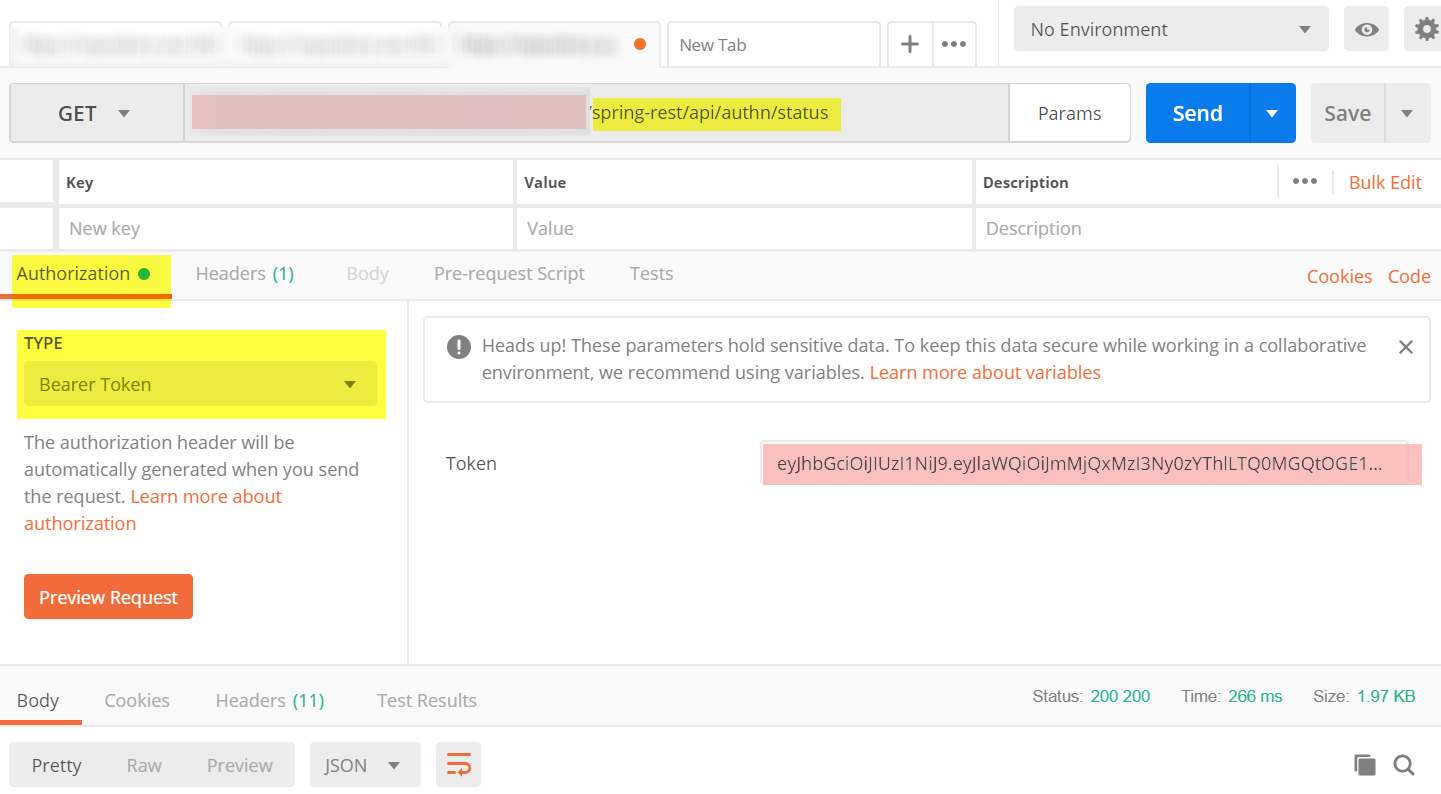 New Tab
No Environment
GET
/spring-rest/api/authn/status
Params
Send
Save
Key
Value
Description
Bulk Edit
New key
Value
Description
Authorization
Headers (1)
Body
Pre-request Script
Tests
Cookies
Code
TYPE
Bearer Token
The authorization header will be
automatically generated when you send
the request. Learn more about
authorization
Preview Request
Heads up! These parameters hold sensitive data. To keep this data secure while working in a collaborative
environment, we recommend using variables. Learn more about variables
Token
eyJhbGciOiJIUzI1NiJ9.eyJlaWQiOiJmMjQxMzI3Ny0zYThlLTQ0MGQtOGE1...
Body
Cookies
Headers (11)
Test Results
Status: 200 200
Time: 266 ms
Size: 1.97 KB
Pretty
Raw
Preview
JSON